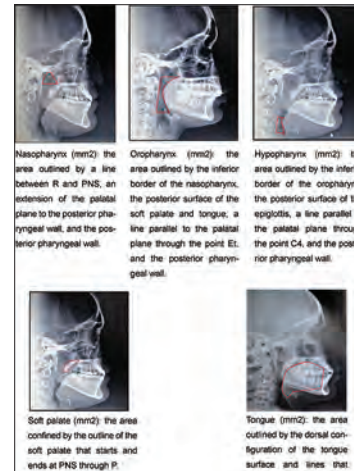 Nasopharynx (mm2): the
area outlined by a line
between R and PNS, an
extension of the palatal
plane to the posterior pha-
ryngeal wall, and the pos-
terior pharyngeal wall.
Oropharynx (mm2): the
area outlined by the inferior
border of the nasopharynx,
the posterior surface of the
soft palate and tongue, a
line parallel to the palatal
plane through the point Et,
and the posterior pharyn-
geal wall.
Hypopharynx (mm2): t
area outlined by the inferi
border of the oropharyn
the posterior surface of t
epiglottis, a line parallel
the palatal plane throug
the point C4, and the post
rior pharyngeal wall.
Soft palate (mm2): the area
confined by the outline of the
soft palate that starts and
ends at PNS through P.
Tongue (mm2): the area
outlined by the dorsal con-
figuration of the tongue
surface and lines that